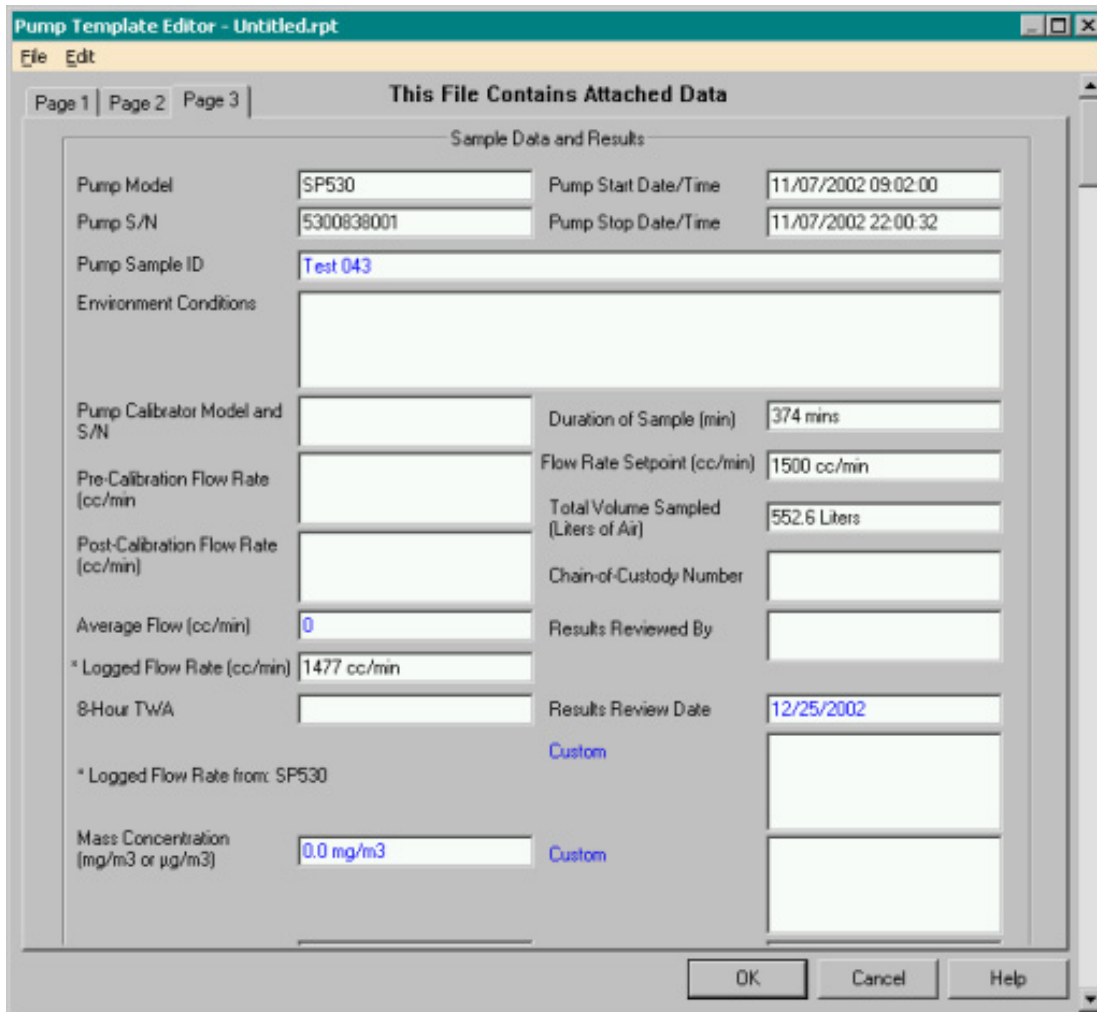 Pump Template Editor - Untitled.rpt
File Edit
Page 1 Page 2 Page 3
This File Contains Attached Data
Sample Data and Results
Pump Model SP530 Pump Start Date/Time 11/07/2002 09:02:00
Pump S/N 5300838001 Pump Stop Date/Time 11/07/2002 22:00:32
Pump Sample ID Test 043
Environment Conditions
Pump Calibrator Model and
S/N
Duration of Sample (min) 374 mins
Pre-Calibration Flow Rate
(cc/min
Flow Rate Setpoint (cc/min) 1500 cc/min
Total Volume Sampled
(Liters of Air)
552.6 Liters
Post-Calibration Flow Rate
(cc/min)
Chain-of-Custody Number
Average Flow (cc/min) 0 Results Reviewed By
* Logged Flow Rate (cc/min) 1477 cc/min
8-Hour TWA Results Review Date 12/25/2002
Custom
* Logged Flow Rate from: SP530
Mass Concentration
(mg/m3 or µg/m3)
0.0 mg/m3 Custom
OK Cancel Help